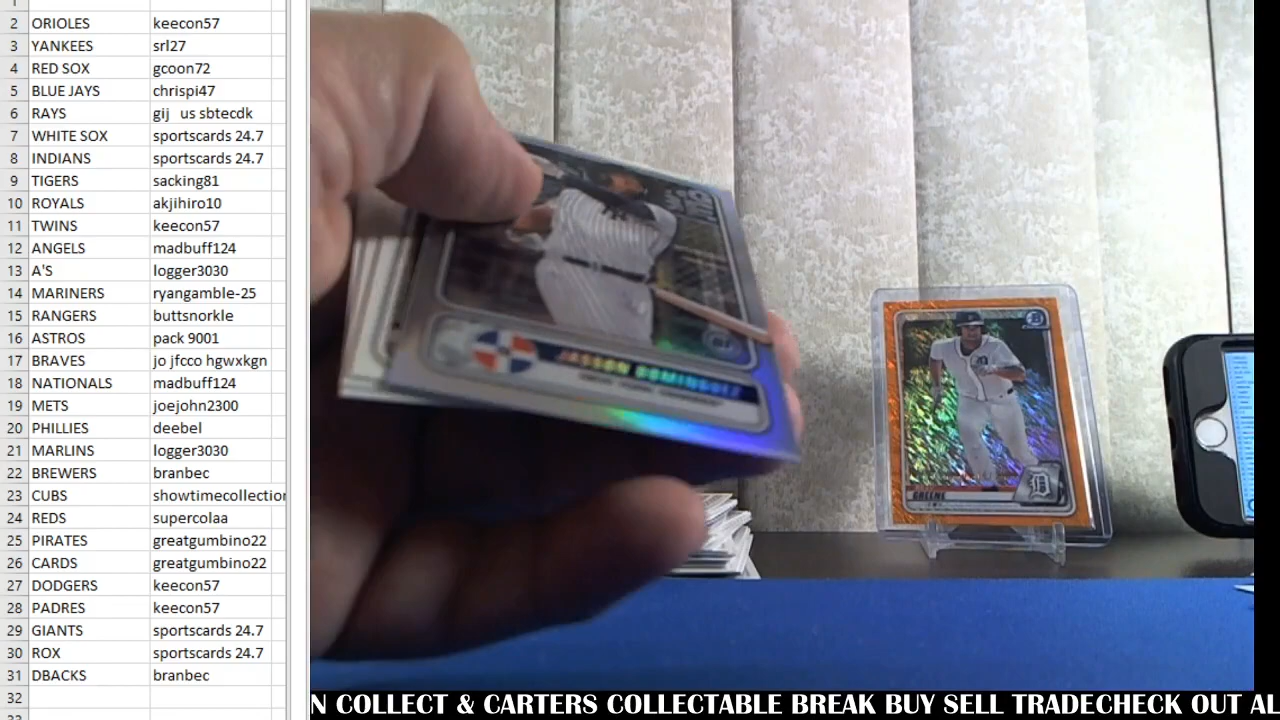 1
2 ORIOLES keecon57
3 YANKEES srl27
4 RED SOX gcoon72
5 BLUE JAYS chrispi47
6 RAYS gij us sbtecdk
7 WHITE SOX sportscards 24.7
8 INDIANS sportscards 24.7
9 TIGERS sacking81
10 ROYALS akjihiro10
11 TWINS keecon57
12 ANGELS madbuff124
13 A'S logger3030
14 MARINERS ryangamble-25
15 RANGERS buttsnorkle
16 ASTROS pack 9001
17 BRAVES jo jfcco hgwxkgn
18 NATIONALS madbuff124
19 METS joejohn2300
20 PHILLIES deebel
21 MARLINS logger3030
22 BREWERS branbec
23 CUBS showtimecollection
24 REDS supercolaa
25 PIRATES greatgumbino22
26 CARDS greatgumbino22
27 DODGERS keecon57
28 PADRES keecon57
29 GIANTS sportscards 24.7
30 ROX sportscards 24.7
31 DBACKS branbec
32
JASSON DOMINGUEZ
GREENE
N COLLECT & CARTERS COLLECTABLE BREAK BUY SELL TRADECHECK OUT AL